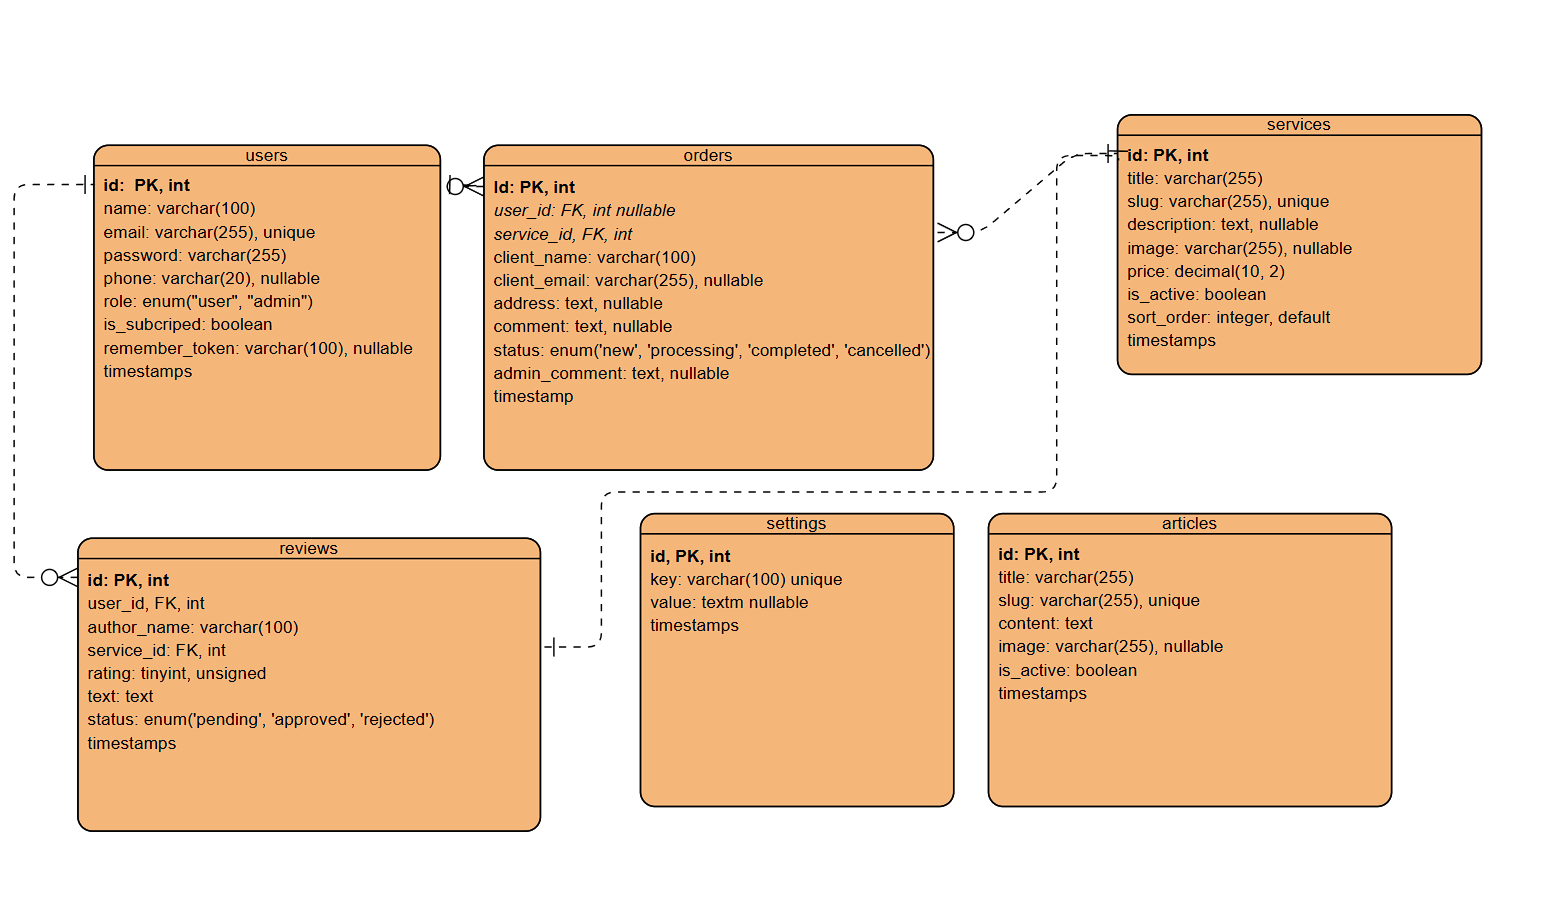 users
id:  PK, int
name: varchar(100)
email: varchar(255), unique
password: varchar(255)
phone: varchar(20), nullable
role: enum("user", "admin")
is_subcriped: boolean
remember_token: varchar(100), nullable
timestamps
orders
Id: PK, int
user_id: FK, int nullable
service_id, FK, int
client_name: varchar(100)
client_email: varchar(255), nullable
address: text, nullable
comment: text, nullable
status: enum('new', 'processing', 'completed', 'cancelled')
admin_comment: text, nullable
timestamp
services
id: PK, int
title: varchar(255)
slug: varchar(255), unique
description: text, nullable
image: varchar(255), nullable
price: decimal(10, 2)
is_active: boolean
sort_order: integer, default
timestamps
reviews
id: PK, int
user_id, FK, int
author_name: varchar(100)
service_id: FK, int
rating: tinyint, unsigned
text: text
status: enum('pending', 'approved', 'rejected')
timestamps
settings
id, PK, int
key: varchar(100) unique
value: textm nullable
timestamps
articles
id: PK, int
title: varchar(255)
slug: varchar(255), unique
content: text
image: varchar(255), nullable
is_active: boolean
timestamps